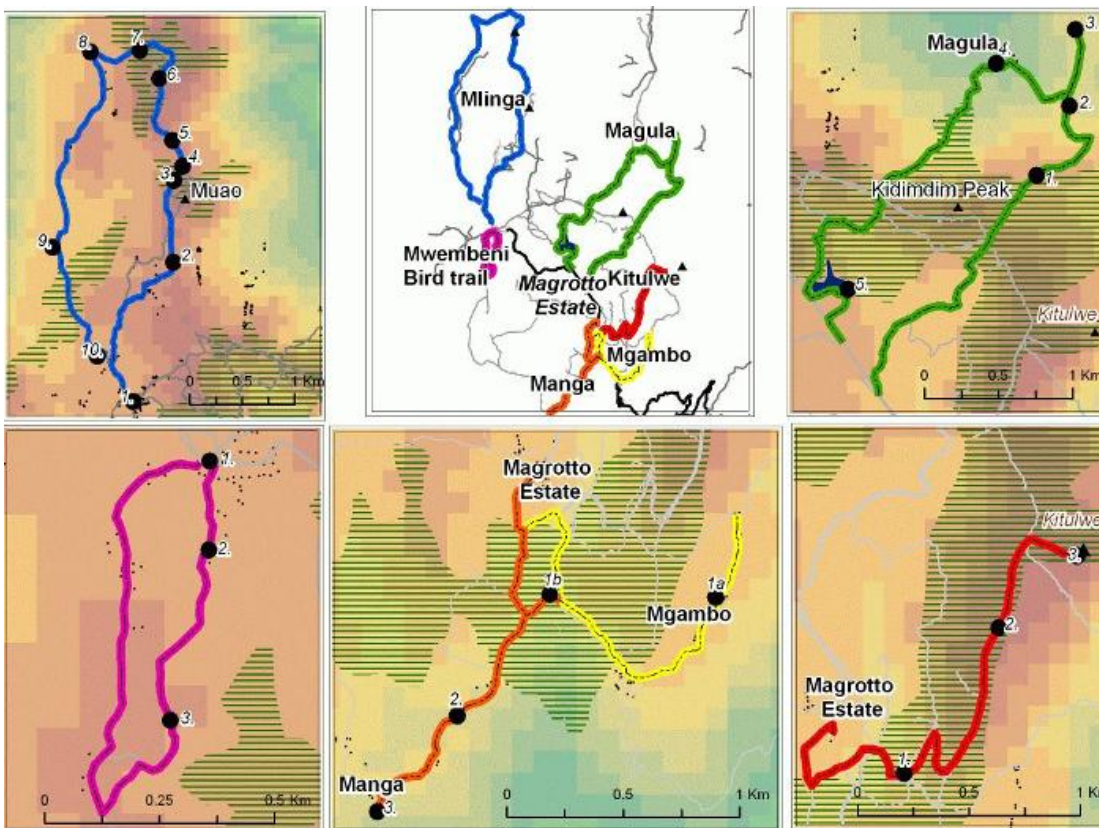 8.
7.
6.
5.
4.
3.
Muao
2.
9.
10.
1.
0 0.5 1 Km
Mlinga
Magula
Mwembeni
Bird trail
Magrotto
Estate
Kitulwe
Mgambo
Manga
3.
Magula
4.
2.
1.
Kidimdim Peak
5.
Kitulwe
0 0.5 1 Km
1.
2.
3.
0 0.25 0.5 Km
Magrotto
Estate
1b
1a
Mgambo
2.
Manga
3.
0 0.5 1 Km
Kitulwe
3.
2.
Magrotto
Estate
1.
0 0.5 1 Km